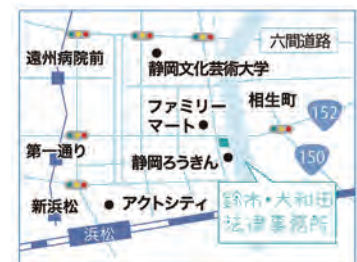 六間道路
遠州病院前
静岡文化芸術大学
ファミリー
マート
相生町
152
第一通り
静岡ろうきん
150
新浜松
アクトシティ
鈴木・大和田
法律事務所
浜松